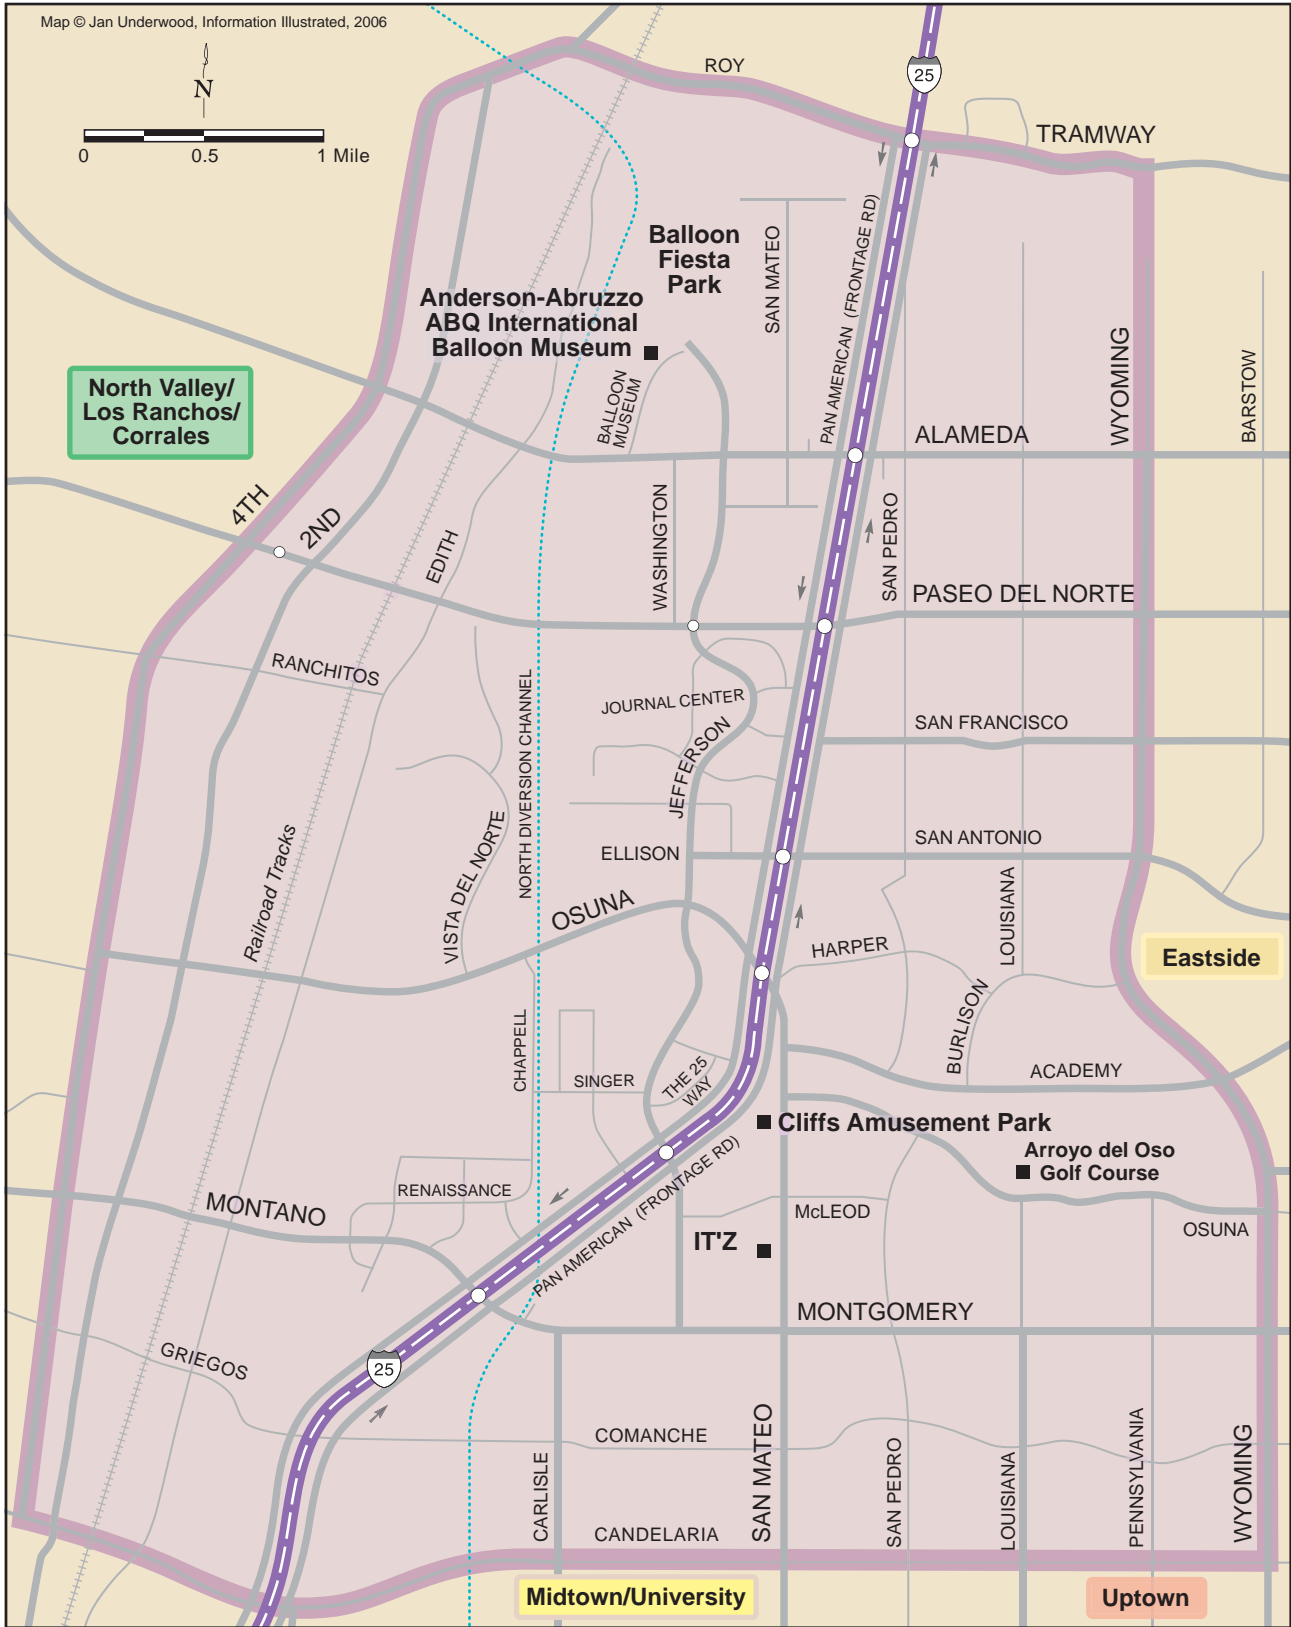 Map © Jan Underwood, Information Illustrated, 2006
N
0 0.5 1 Mile
ROY
25
TRAMWAY
Balloon
Fiesta
Park
SAN MATEO
PAN AMERICAN (FRONTAGE RD)
Anderson-Abruzzo
ABQ International
Balloon Museum
BALLOON
MUSEUM
WYOMING
BARSTOW
North Valley/
Los Ranchos/
Corrales
ALAMEDA
4TH
2ND
EDITH
WASHINGTON
SAN PEDRO
PASEO DEL NORTE
RANCHITOS
NORTH DIVERSION CHANNEL
JOURNAL CENTER
JEFFERSON
SAN FRANCISCO
Railroad Tracks
VISTA DEL NORTE
ELLISON
SAN ANTONIO
OSUNA
LOUISIANA
HARPER
Eastside
BURLISON
CHAPPELL
SINGER
THE 25
WAY
ACADEMY
Cliffs Amusement Park
Arroyo del Oso
Golf Course
RENAISSANCE
MONTANO
PAN AMERICAN (FRONTAGE RD)
McLEOD
OSUNA
IT'Z
MONTGOMERY
GRIEGOS
25
COMANCHE
CARLISLE
SAN MATEO
SAN PEDRO
LOUISIANA
PENNSYLVANIA
WYOMING
CANDELARIA
Midtown/University
Uptown